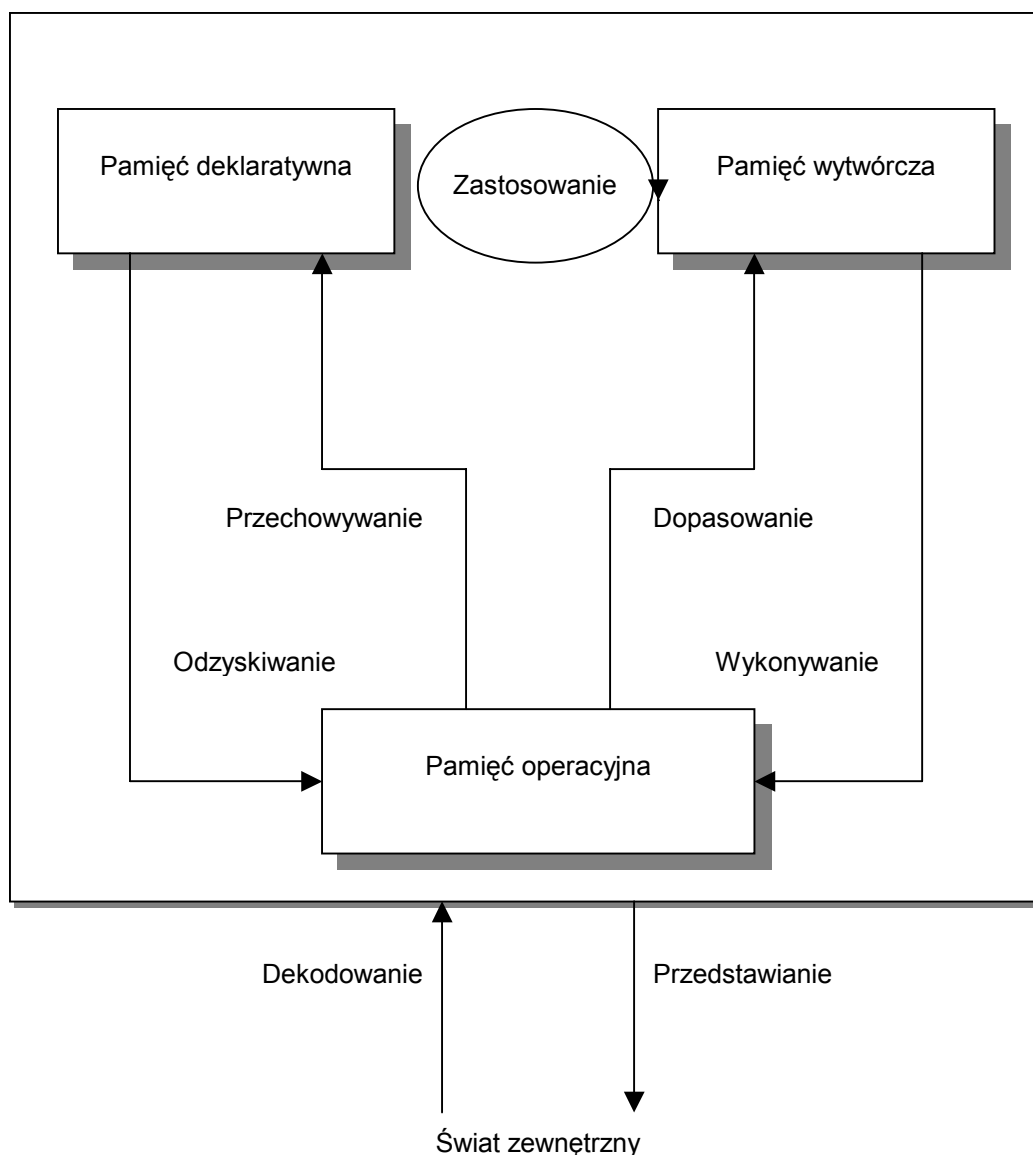 Pamięć deklaratywna
Zastosowanie
Pamięć wytwórcza
Przechowywanie
Dopasowanie
Odzyskiwanie
Wykonywanie
Pamięć operacyjna
Dekodowanie
Przedstawianie
Świat zewnętrzny